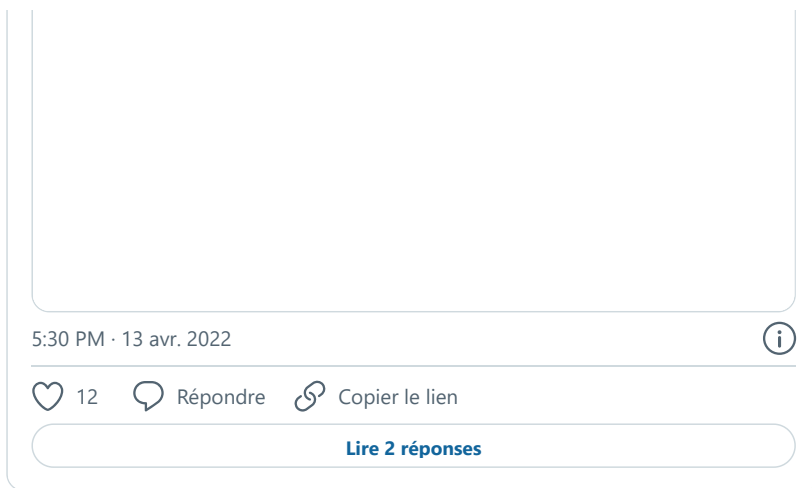 5:30 PM · 13 avr. 2022
12 Répondre Copier le lien
Lire 2 réponses